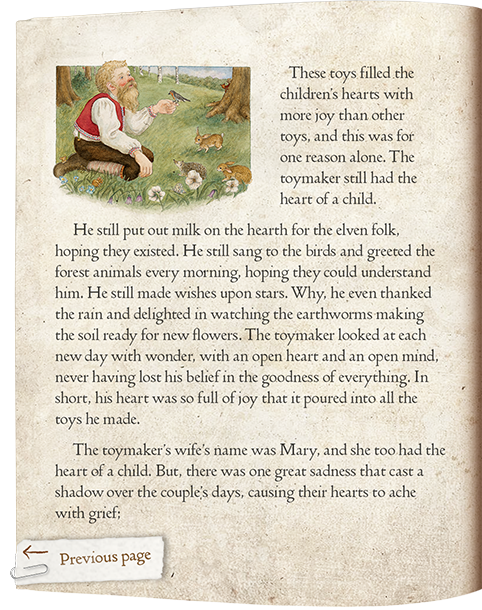 These toys filled the
children's hearts with
more joy than other
toys, and this was for
one reason alone. The
toymaker still had the
heart of a child.
He still put out milk on the hearth for the elven folk,
hoping they existed. He still sang to the birds and greeted the
forest animals every morning, hoping they could understand
him. He still made wishes upon stars. Why, he even thanked
the rain and delighted in watching the earthworms making
the soil ready for new flowers. The toymaker looked at each
new day with wonder, with an open heart and an open mind,
never having lost his belief in the goodness of everything. In
short, his heart was so full of joy that it poured into all the
toys he made.
The toymaker's wife's name was Mary, and she too had the
heart of a child. But, there was one great sadness that cast a
shadow over the couple's days, causing their hearts to ache
with grief;
← Previous page